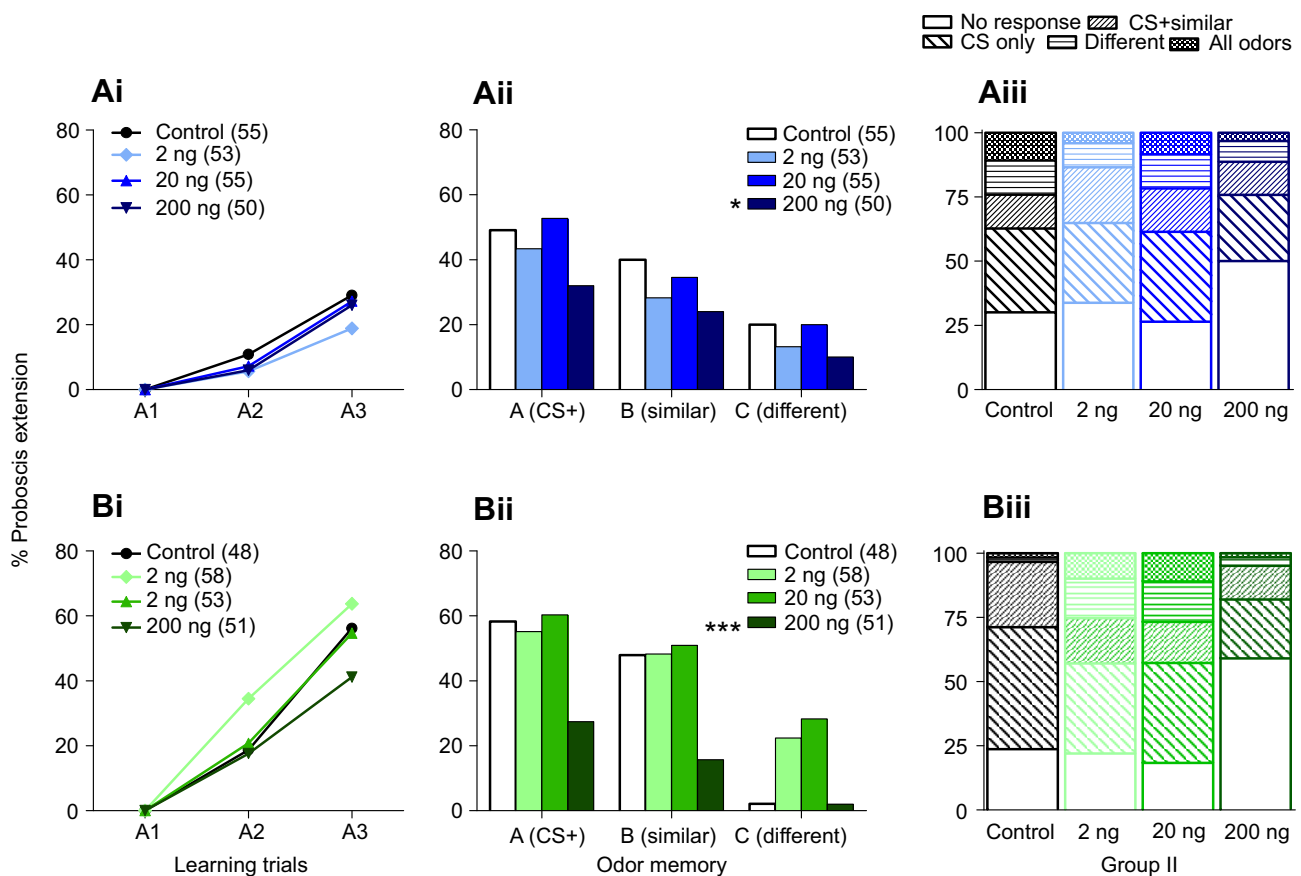 No response CS+similar
CS only Different All odors
Ai
Aii
Aiii
% Proboscis extension
80
60
40
20
0
Control (55)
2 ng (53)
20 ng (55)
200 ng (50)
A1 A2 A3
80
60
40
20
0
Control (55)
2 ng (53)
20 ng (55)
* 200 ng (50)
A (CS+) B (similar) C (different)
100
75
50
25
0
Control 2 ng 20 ng 200 ng
Bi
Bii
Biii
80
60
40
20
0
Control (48)
2 ng (58)
2 ng (53)
200 ng (51)
A1 A2 A3
Learning trials
80
60
40
20
0
Control (48)
2 ng (58)
20 ng (53)
*** 200 ng (51)
A (CS+) B (similar) C (different)
Odor memory
100
75
50
25
0
Control 2 ng 20 ng 200 ng
Group II